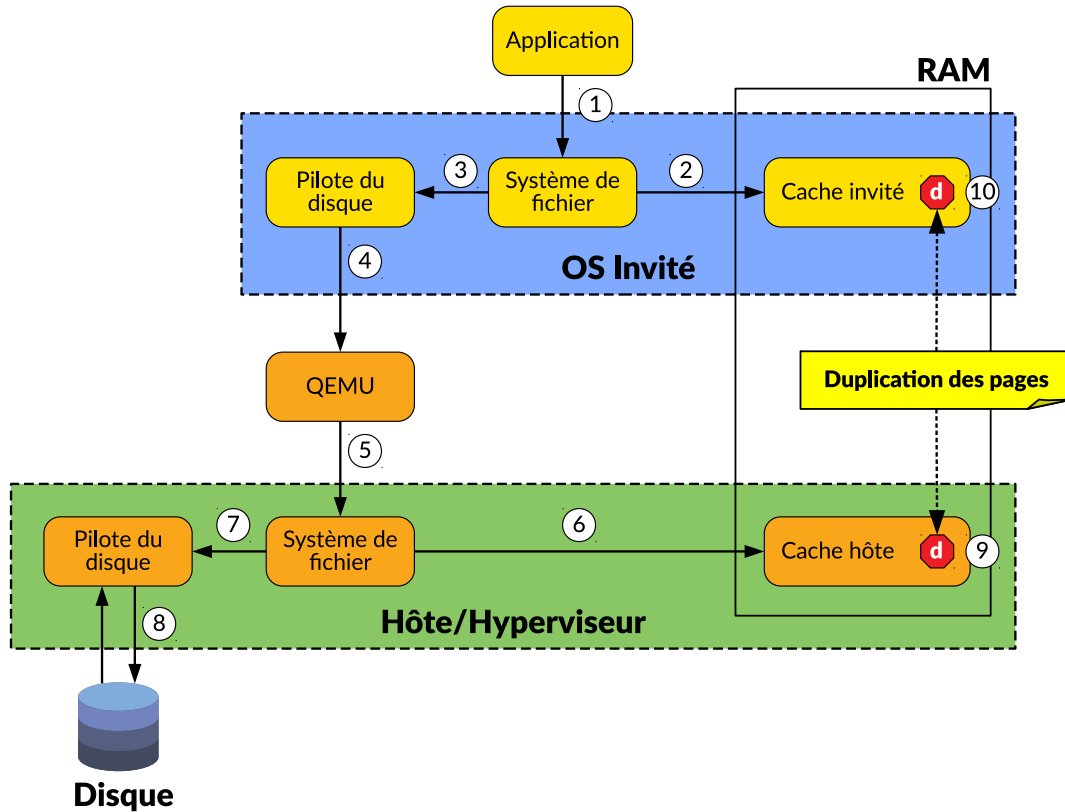 Application
RAM
1
Pilote du
disque
3
Système de
fichier
2
Cache invité
d
10
4
OS Invité
QEMU
Duplication des pages
5
Pilote du
disque
7
Système de
fichier
6
Cache hôte
d
9
8
Hôte/Hyperviseur
Disque